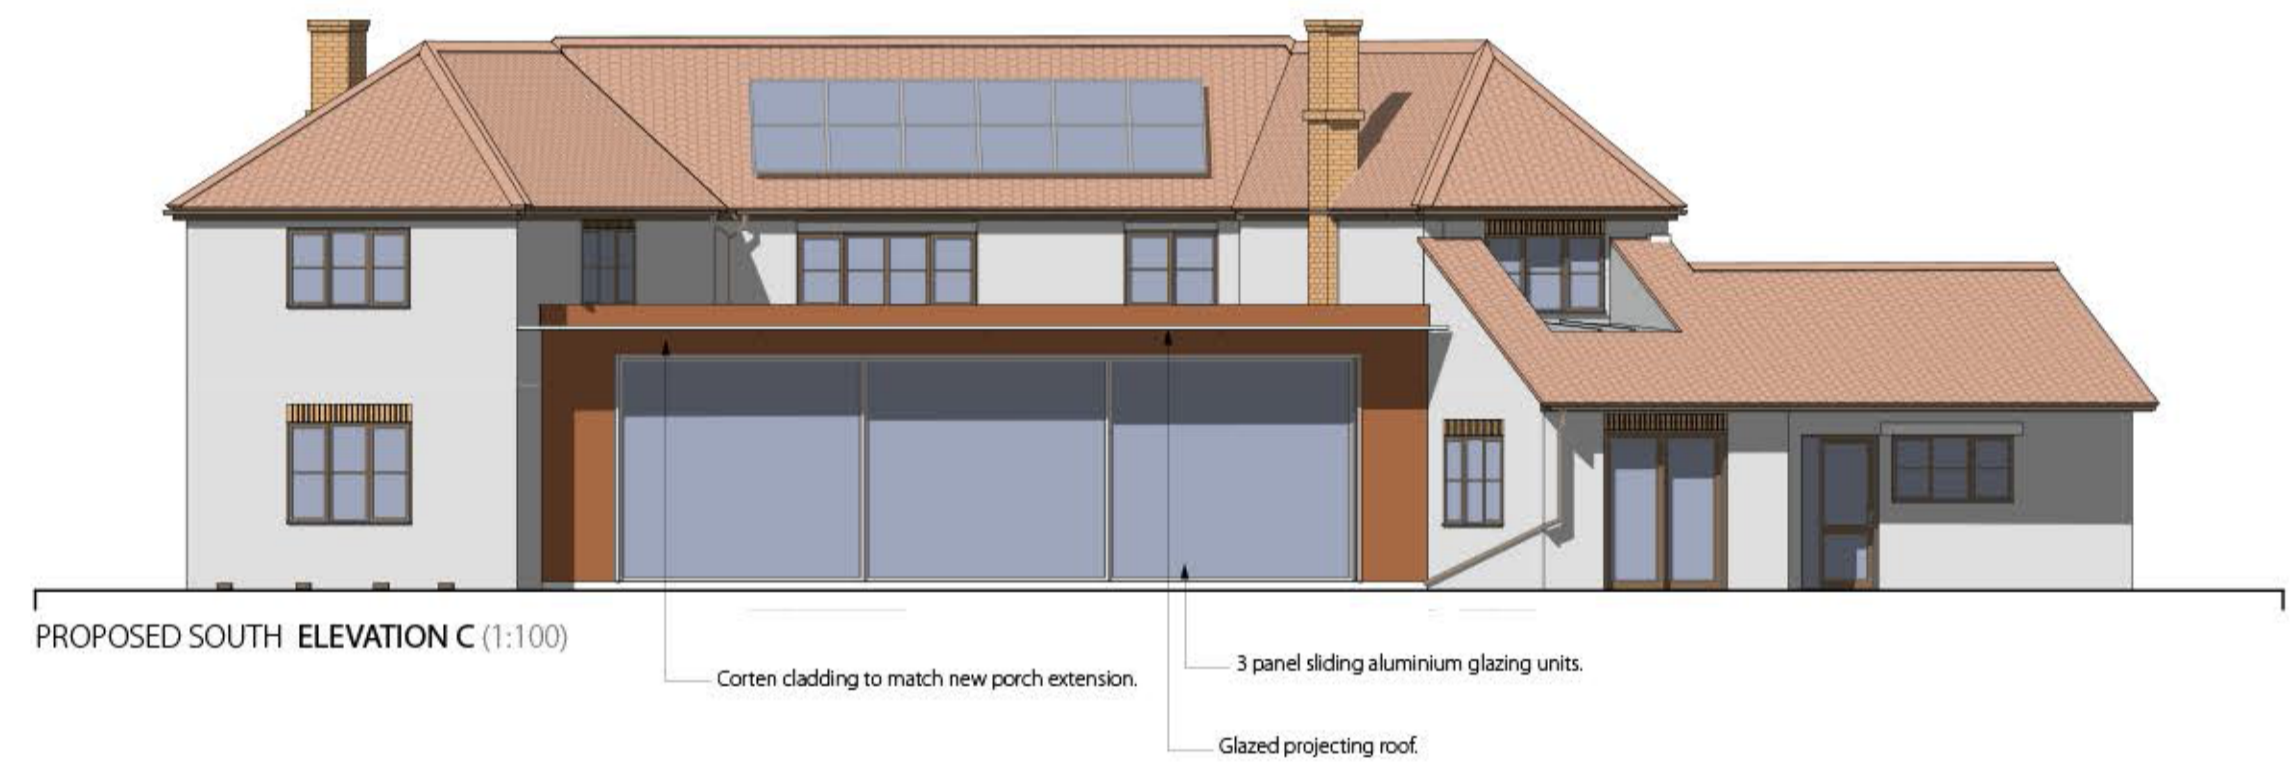 PROPOSED SOUTH ELEVATION C (1:100)
3 panel sliding aluminium glazing units.
Corten cladding to match new porch extension.
Glazed projecting roof.